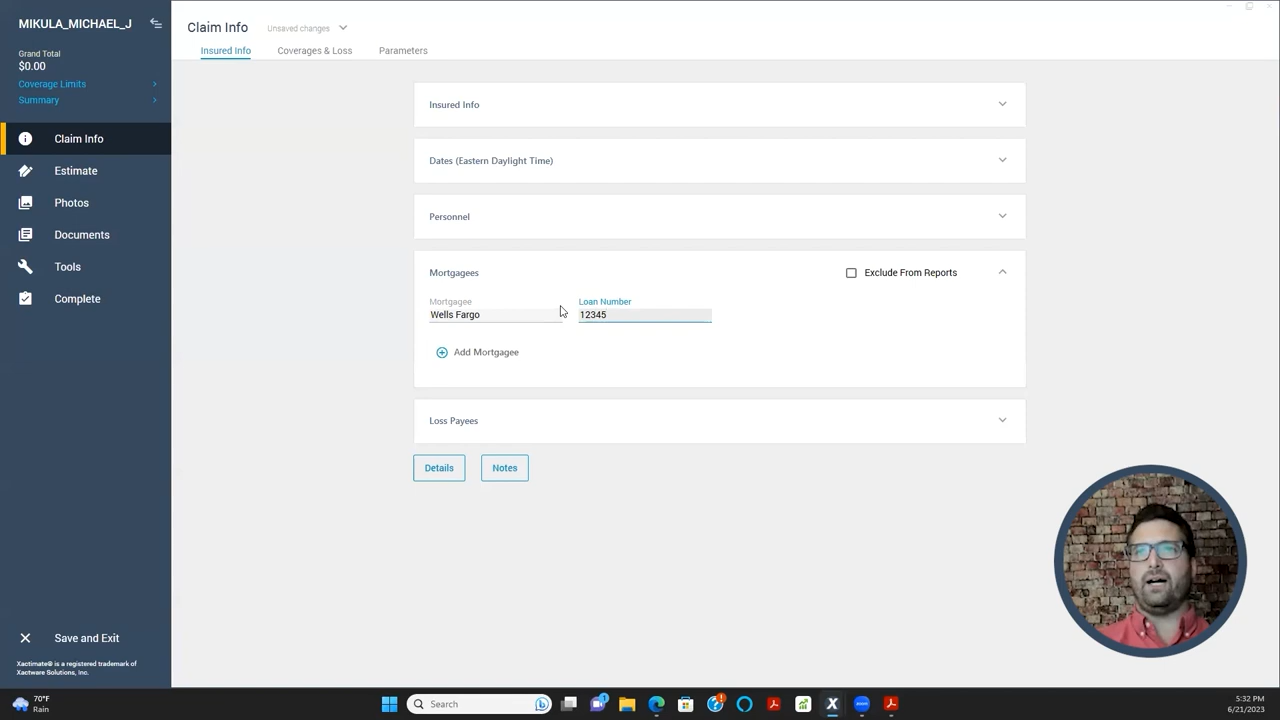 MIKULA_MICHAEL_J
Grand Total
$0.00
Coverage Limits
Summary
Claim Info
Estimate
Photos
Documents
Tools
Complete
Save and Exit
Xactimate® is a registered trademark of
Xactware Solutions, Inc.
Claim Info
Unsaved changes
Insured Info
Coverages & Loss
Parameters
Insured Info
Dates (Eastern Daylight Time)
Personnel
Mortgagees
Exclude From Reports
Mortgagee
Loan Number
Wells Fargo
12345
Add Mortgagee
Loss Payees
Details
Notes
70°F
Rain
Search
5:32 PM
6/21/2023